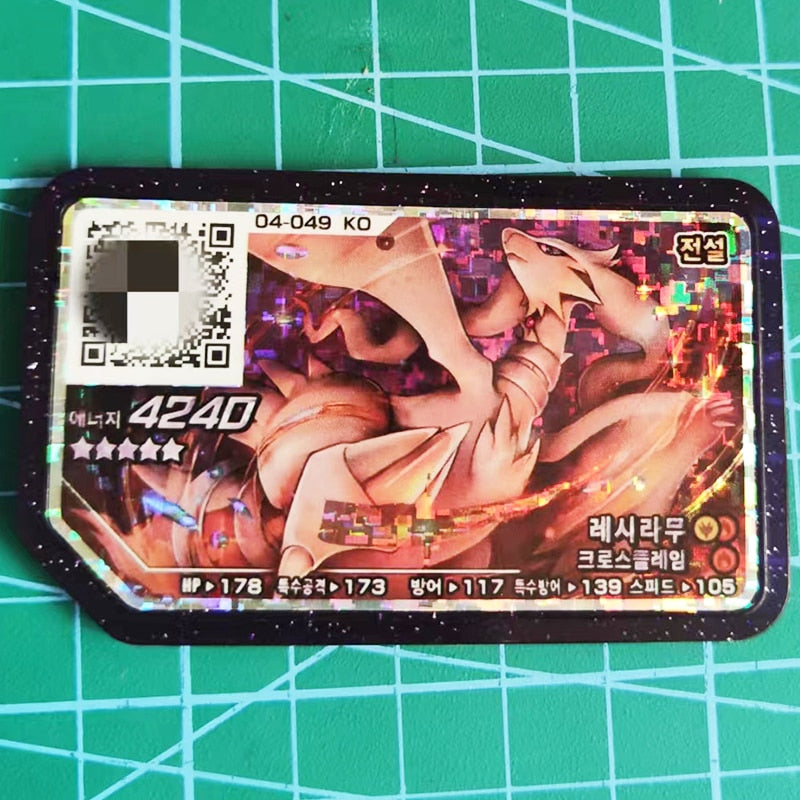 04-049 KO
전설
에너지 4240
★★★★★
레시라무
크로스플레임
HP▶178 특수공격▶173 방어▶117 특수방어▶139 스피드▶105